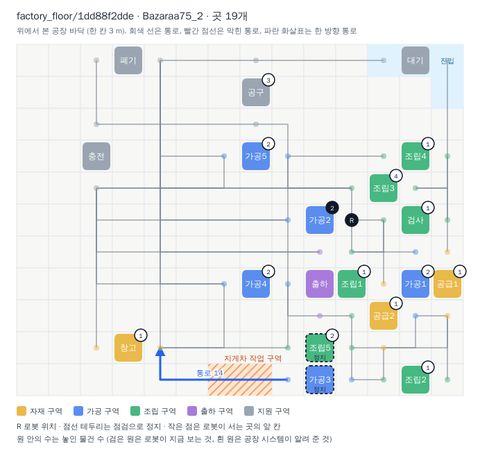 factory_floor/1dd88f2dde · Bazaraa75_2 · 곳 19개
위에서 본 공장 바닥 (한 칸 3 m). 회색 선은 통로, 빨간 점선은 막힌 통로, 파란 화살표는 한 방향 통로
폐기
대기
진입
공구
3
충전
가공5
2
조립4
1
조립3
4
가공2
2
R
검사
1
가공4
2
출하
조립1
1
가공1
2
공급1
1
공급2
1
창고
1
조립5
2
정지
지게차 작업 구역
통로 14
가공3
정지
조립2
1
자재 구역
가공 구역
조립 구역
출하 구역
지원 구역
R 로봇 위치 · 점선 테두리는 점검으로 정지 · 작은 점은 로봇이 서는 곳의 앞 칸
원 안의 수는 놓인 물건 수 (검은 원은 로봇이 지금 보는 것, 흰 원은 공장 시스템이 알려 준 것)